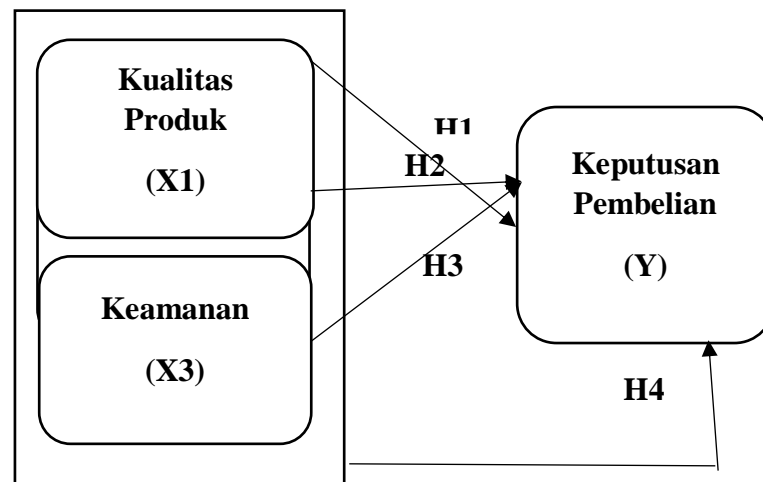 Kualitas
Produk
(X1)
H1
H2
Keputusan
Pembelian
(Y)
H3
Keamanan
(X3)
H4